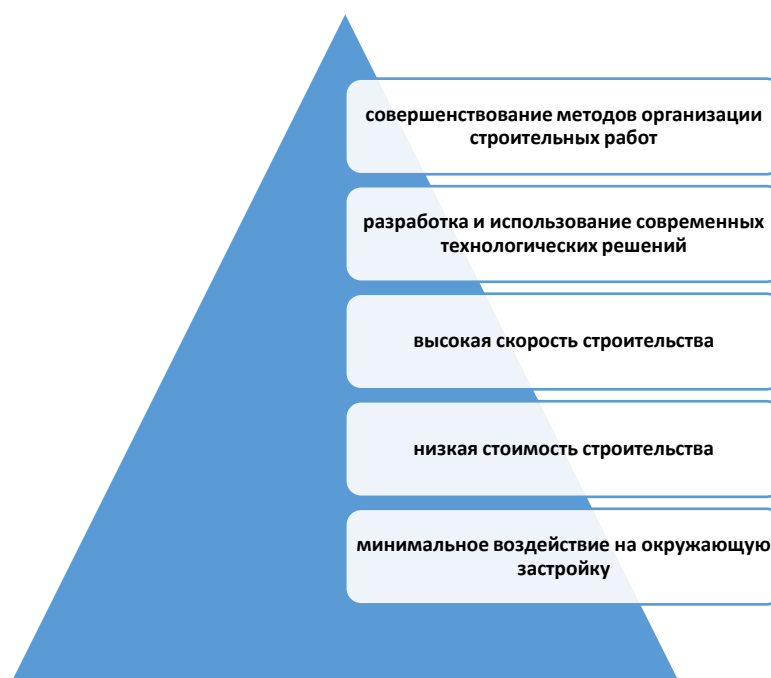 совершенствование методов организации
строительных работ
разработка и использование современных
технологических решений
высокая скорость строительства
низкая стоимость строительства
минимальное воздействие на окружающую
застройку